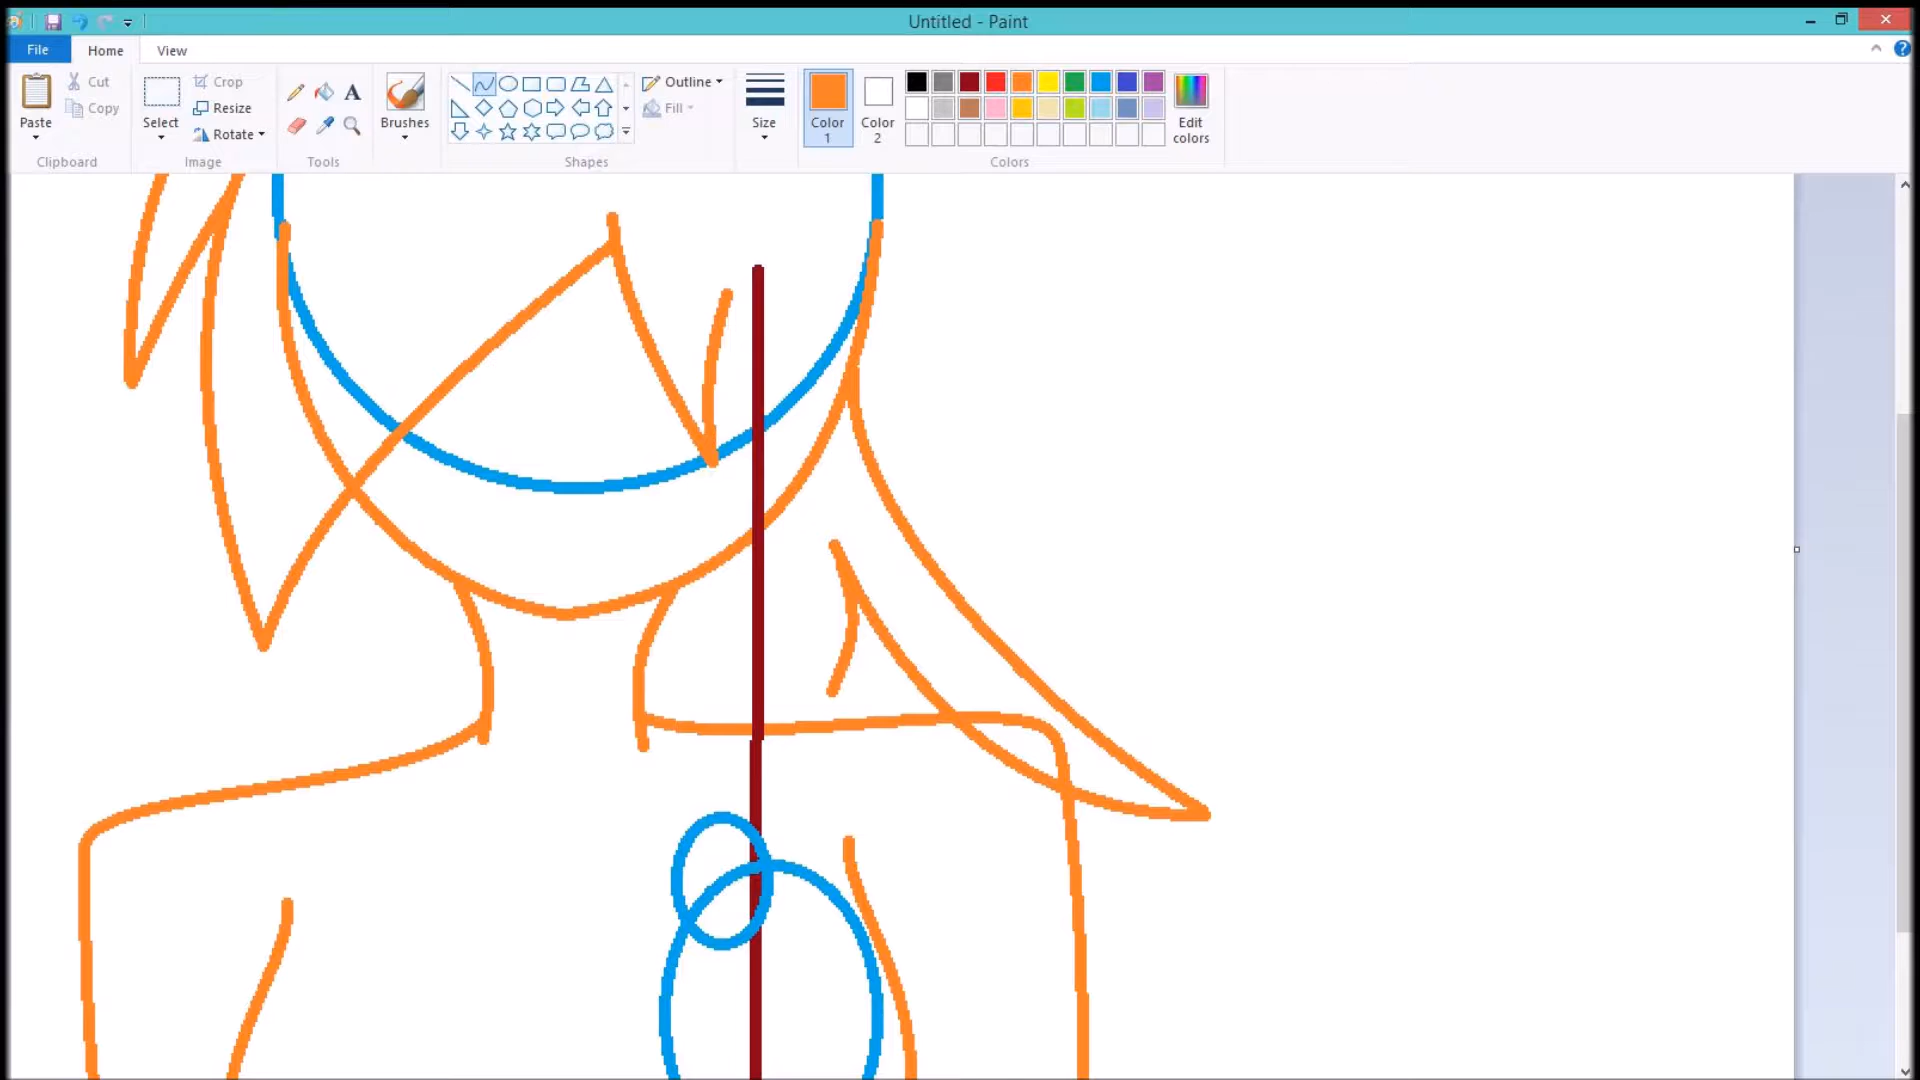 Untitled - Paint
File Home View
Paste
Cut
Copy
Clipboard
Select
Crop
Resize
Rotate
Image
A
Tools
Brushes
Shapes
Outline
Fill
Size
Color 1
Color 2
Edit colors
Colors